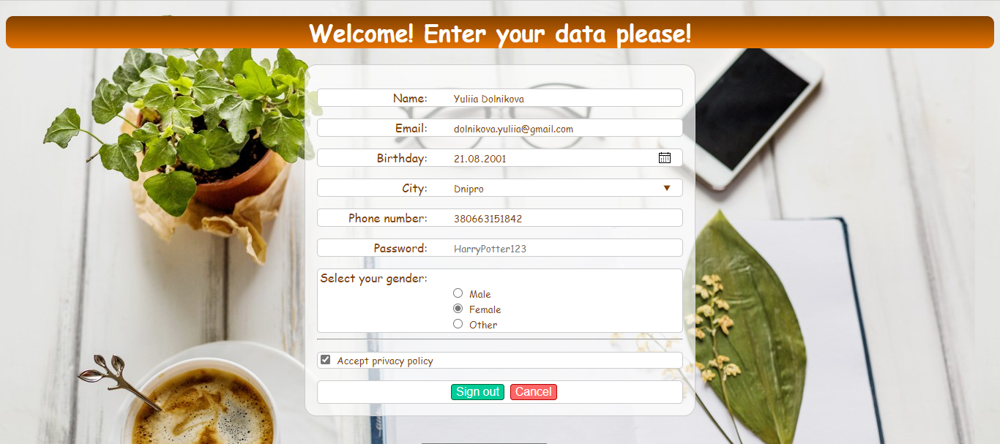 Welcome! Enter your data please!
Name: Yuliia Dolnikova
Email: dolnikova.yuliia@gmail.com
Birthday: 21.08.2001
City: Dnipro
Phone number: 380663151842
Password: HarryPotter123
Select your gender:
Male
Female
Other
Accept privacy policy
Sign out Cancel